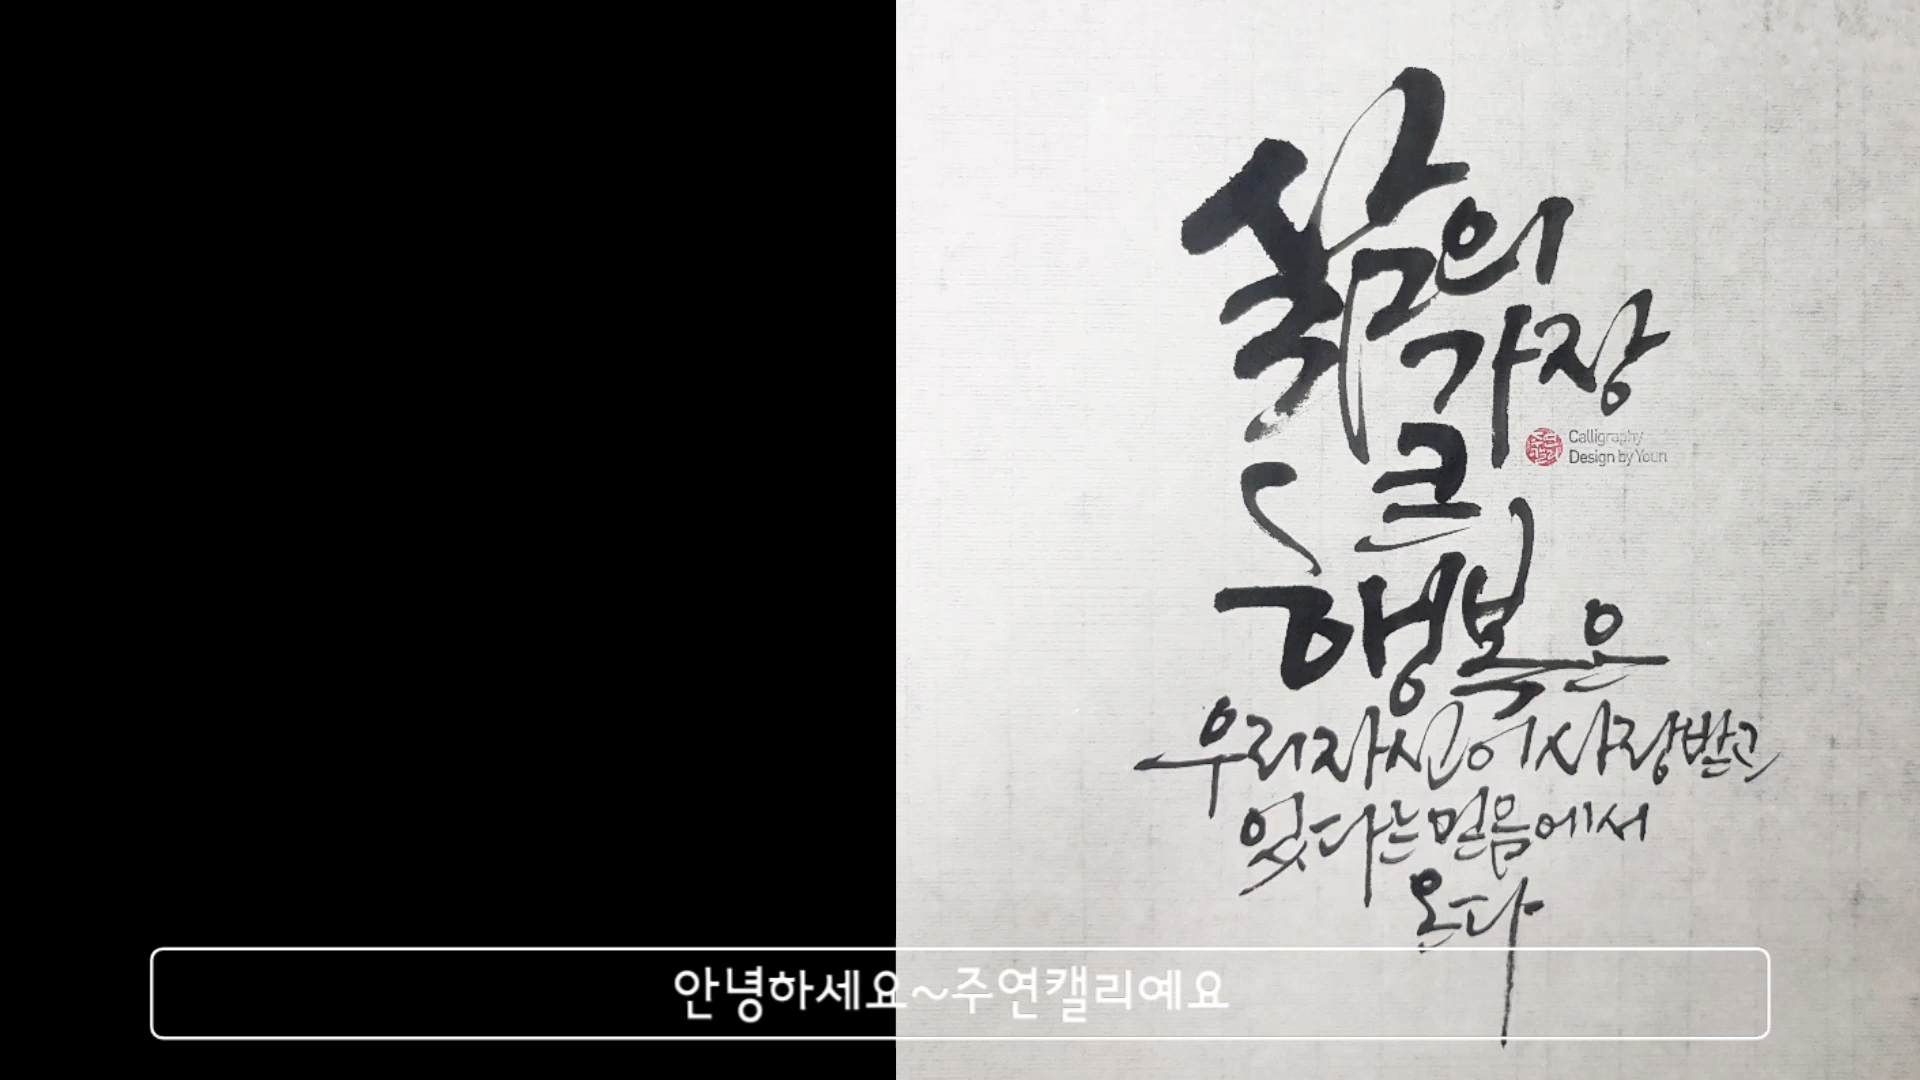 삶의
가장
큰
행복은
우리 자신이 사랑받고
있다는 믿음에서
온다
Calligraphy
Design by Youn
안녕하세요~주연캘리예요